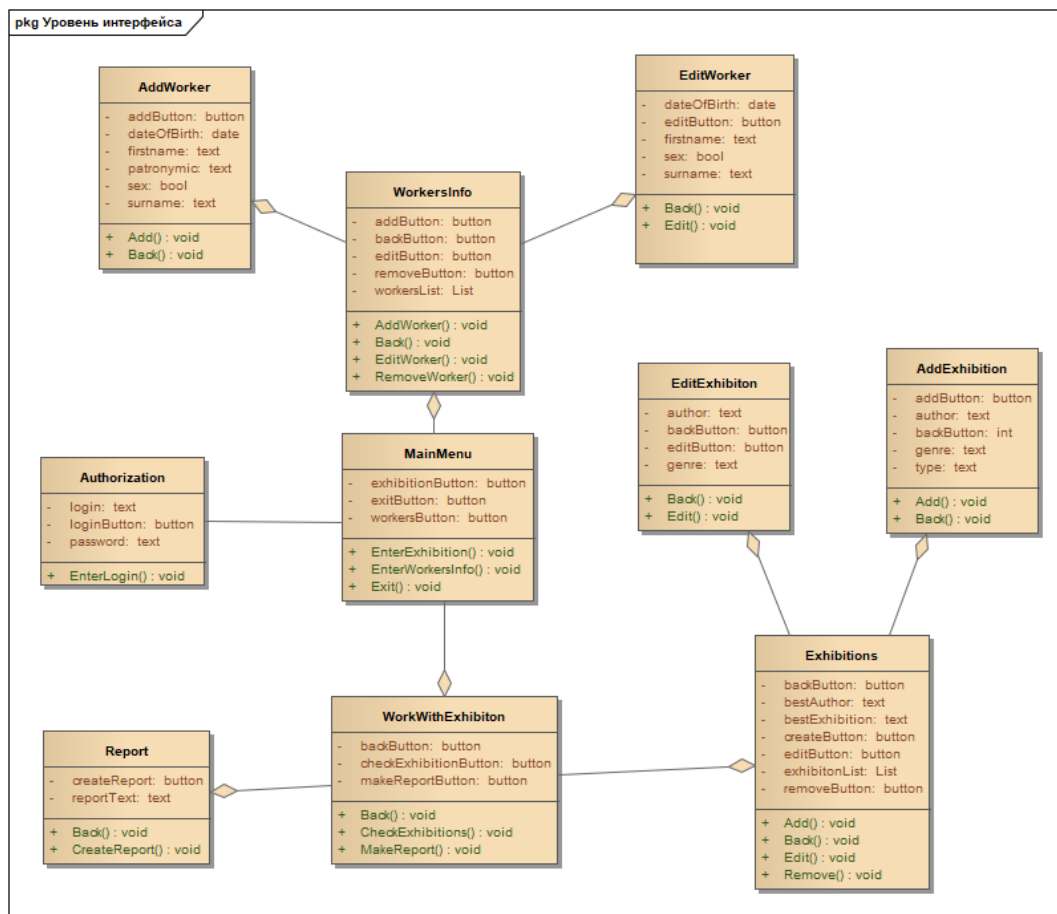 pkg Уровень интерфейса
AddWorker
- addButton: button
- dateOfBirth: date
- firstname: text
- patronymic: text
- sex: bool
- surname: text
+ Add() : void
+ Back() : void
EditWorker
- dateOfBirth: date
- editButton: button
- firstname: text
- sex: bool
- surname: text
+ Back() : void
+ Edit() : void
WorkersInfo
- addButton: button
- backButton: button
- editButton: button
- removeButton: button
- workersList: List
+ AddWorker() : void
+ Back() : void
+ EditWorker() : void
+ RemoveWorker() : void
EditExhibiton
- author: text
- backButton: button
- editButton: button
- genre: text
+ Back() : void
+ Edit() : void
AddExhibition
- addButton: button
- author: text
- backButton: int
- genre: text
- type: text
+ Add() : void
+ Back() : void
Authorization
- login: text
- loginButton: button
- password: text
+ EnterLogin() : void
MainMenu
- exhibitionButton: button
- exitButton: button
- workersButton: button
+ EnterExhibition() : void
+ EnterWorkersInfo() : void
+ Exit() : void
Exhibitions
- backButton: button
- bestAuthor: text
- bestExhibition: text
- createButton: button
- editButton: button
- exhibitonList: List
- removeButton: button
+ Add() : void
+ Back() : void
+ Edit() : void
+ Remove() : void
WorkWithExhibiton
- backButton: button
- checkExhibitionButton: button
- makeReportButton: button
+ Back() : void
+ CheckExhibitions() : void
+ MakeReport() : void
Report
- createReport: button
- reportText: text
+ Back() : void
+ CreateReport() : void